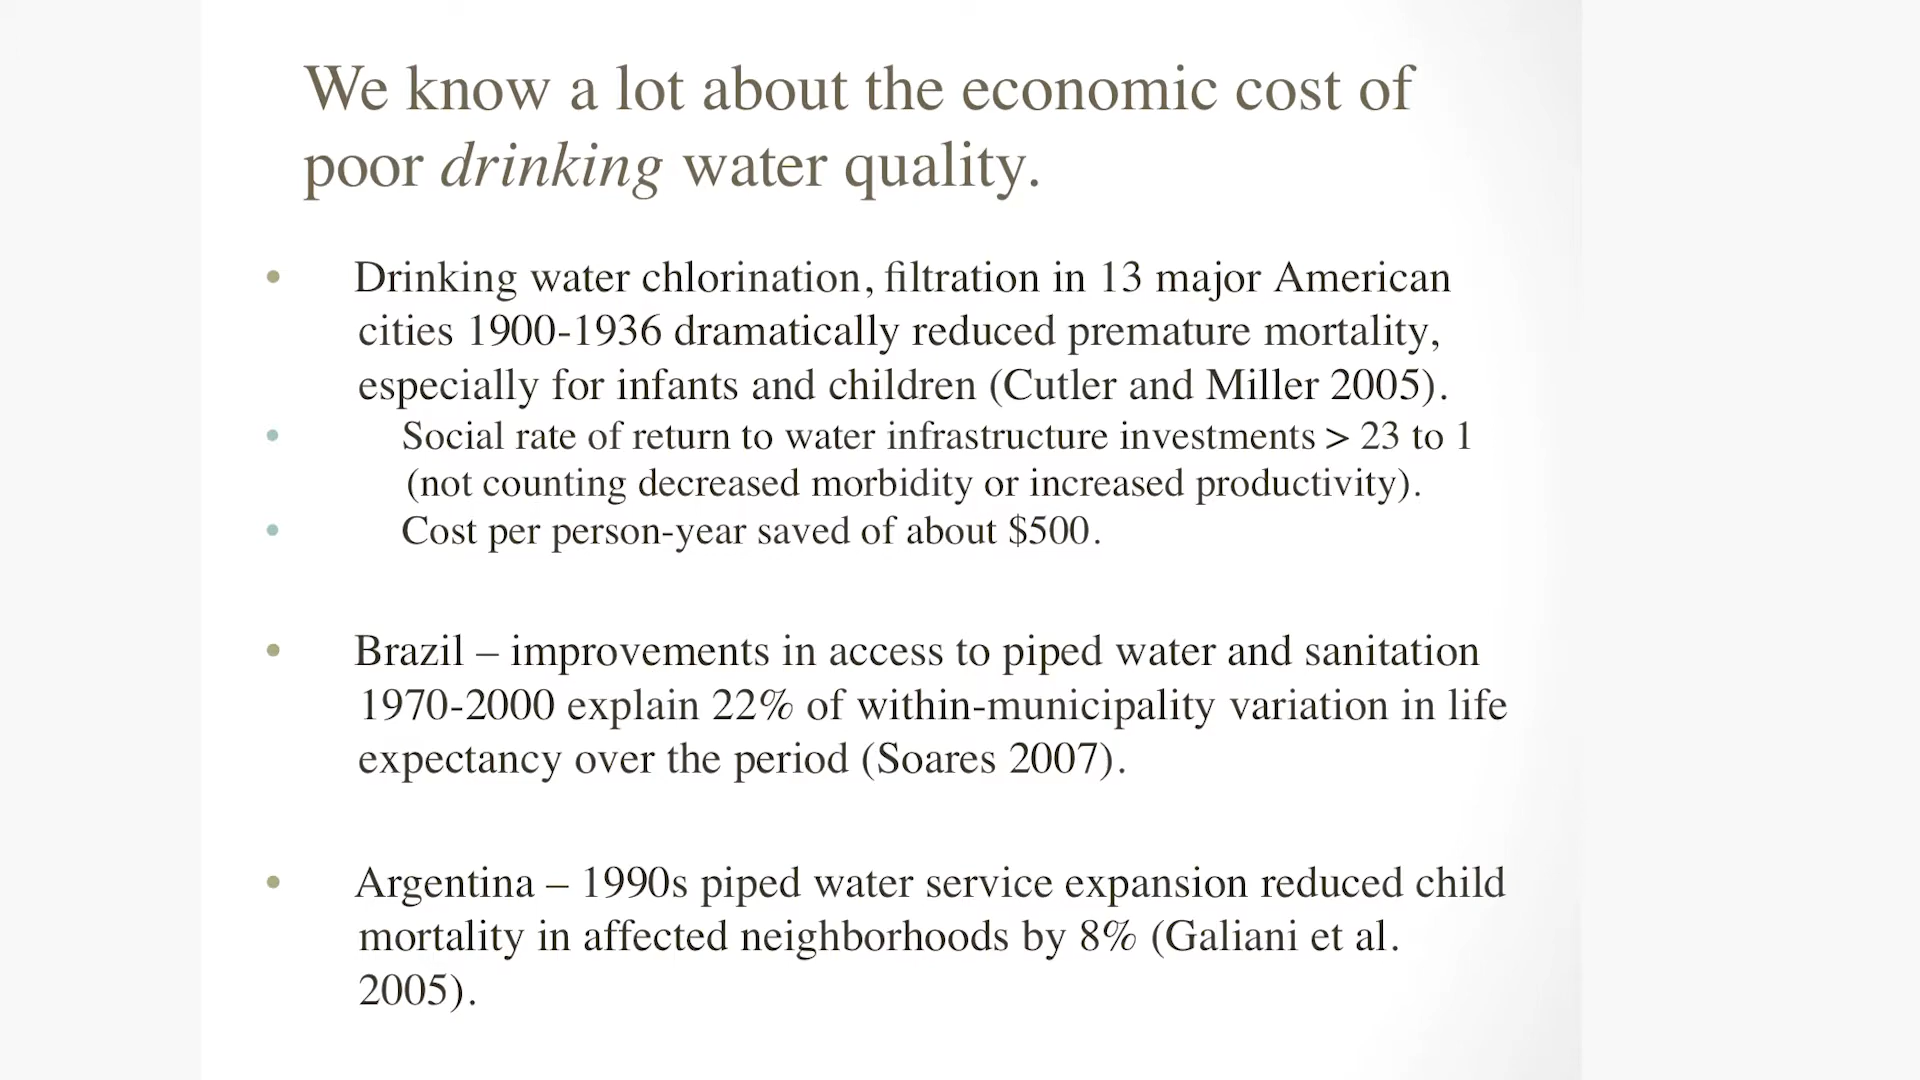 We know a lot about the economic cost of
poor drinking water quality.
• Drinking water chlorination, filtration in 13 major American
cities 1900-1936 dramatically reduced premature mortality,
especially for infants and children (Cutler and Miller 2005).
• Social rate of return to water infrastructure investments > 23 to 1
(not counting decreased morbidity or increased productivity).
• Cost per person-year saved of about $500.
• Brazil – improvements in access to piped water and sanitation
1970-2000 explain 22% of within-municipality variation in life
expectancy over the period (Soares 2007).
• Argentina – 1990s piped water service expansion reduced child
mortality in affected neighborhoods by 8% (Galiani et al.
2005).